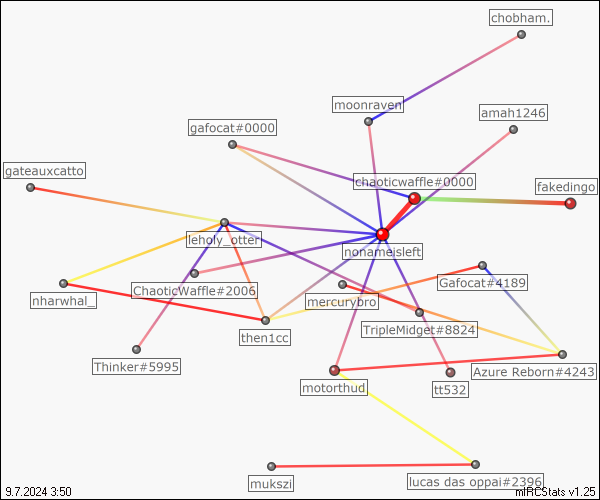 chobham.
moonraven
amah1246
gafocat#0000
gateauxcatto
chaoticwaffle#0000
fakedingo
leholy_otter
nonameisleft
ChaoticWaffle#2006
Gafocat#4189
nharwhal_
mercurybro
TripleMidget#8824
then1cc
Thinker#5995
Azure Reborn#4243
motorthud
tt532
mukszi
lucas das oppai#2396
9.7.2024 3:50
mIRCStats v1.25